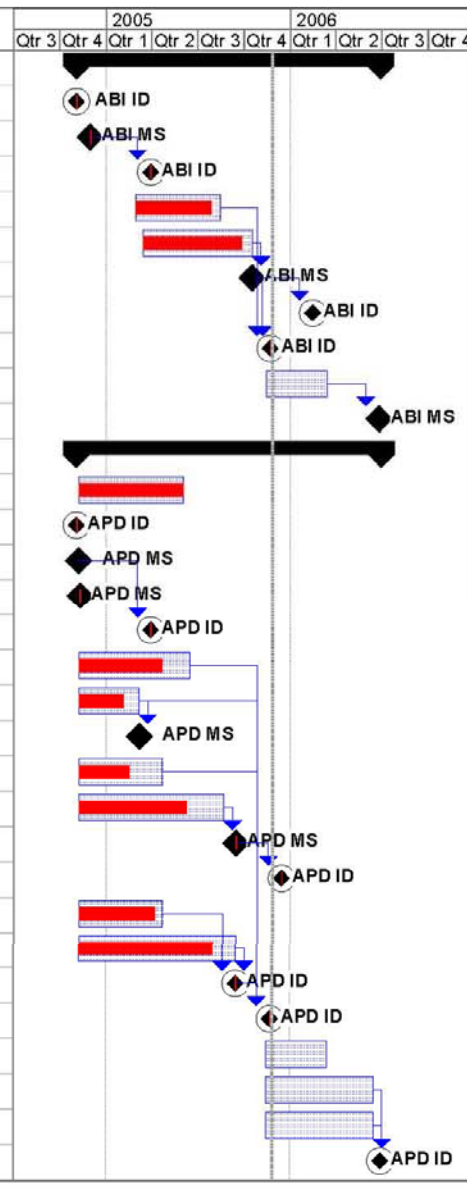 2005 2006
Qtr 3 Qtr 4 Qtr 1 Qtr 2 Qtr 3 Qtr 4 Qtr 1 Qtr 2 Qtr 3 Qtr 4
ABI ID
ABI MS
ABI ID
ABI MS
ABI ID
ABI ID
ABI MS
APD ID
APD MS
APD MS
APD ID
APD MS
APD MS
APD ID
APD ID
APD ID
APD ID